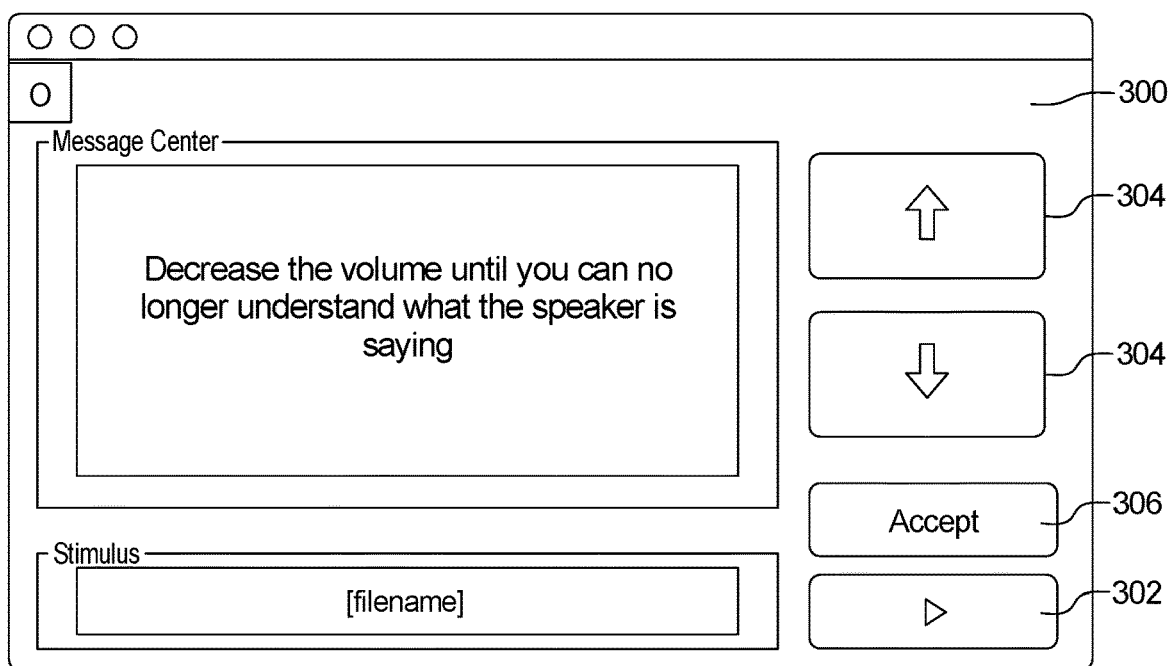 O
300
Message Center
304
Decrease the volume until you can no
longer understand what the speaker is
saying
304
Accept
306
Stimulus
[filename]
302